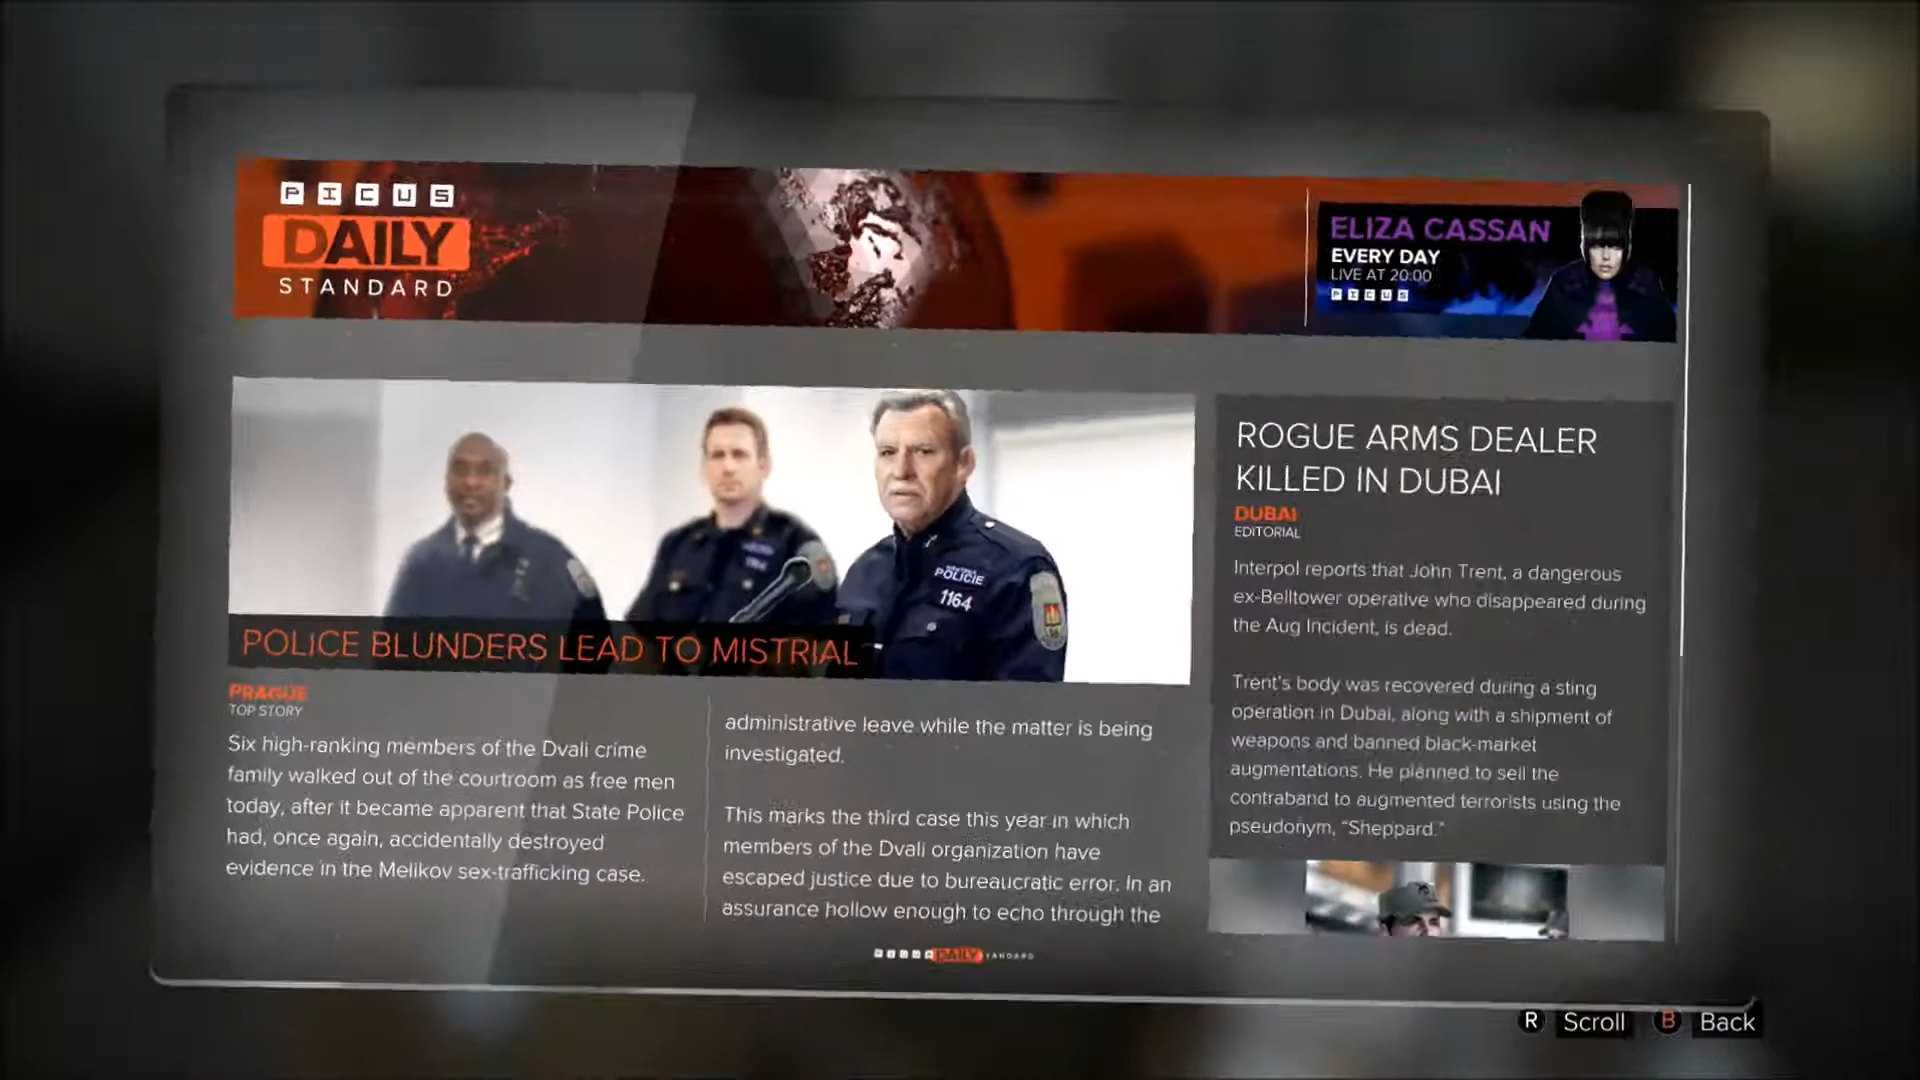 PICUS
DAILY
STANDARD
ELIZA CASSAN
EVERY DAY
LIVE AT 20:00
PICUS
POLICIE
1164
POLICE BLUNDERS LEAD TO MISTRIAL
PRAGUE
TOP STORY
Six high-ranking members of the Dvali crime
family walked out of the courtroom as free men
today, after it became apparent that State Police
had, once again, accidentally destroyed
evidence in the Melikov sex-trafficking case.
administrative leave while the matter is being
investigated.
This marks the third case this year in which
members of the Dvali organization have
escaped justice due to bureaucratic error. In an
assurance hollow enough to echo through the
ROGUE ARMS DEALER
KILLED IN DUBAI
DUBAI
EDITORIAL
Interpol reports that John Trent, a dangerous
ex-Belltower operative who disappeared during
the Aug Incident, is dead.
Trent's body was recovered during a sting
operation in Dubai, along with a shipment of
weapons and banned black-market
augmentations. He planned to sell the
contraband to augmented terrorists using the
pseudonym, “Sheppard.”
PICUS DAILY STANDARD
R Scroll B Back